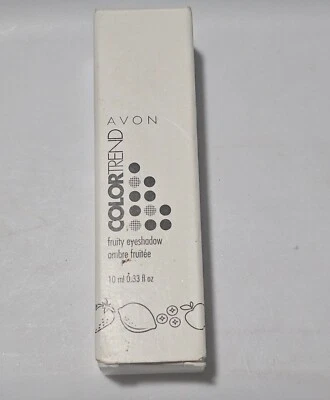 AVON
COLORTREND
fruity eyeshadow
ombre fruitée
10 ml 0.33 fl oz